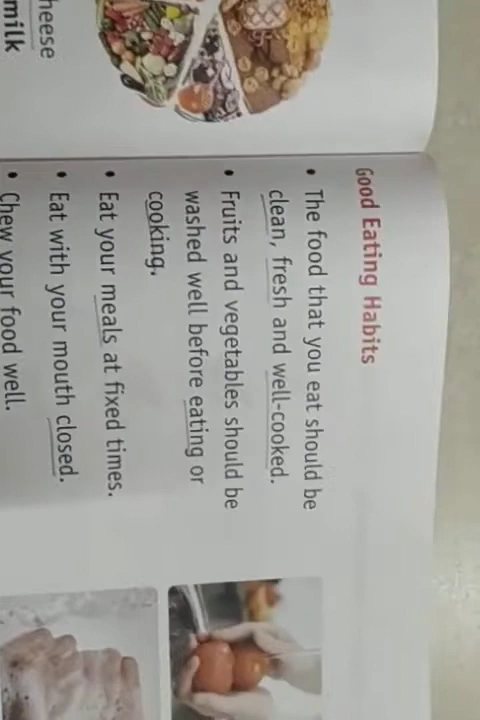 heese
milk
Good Eating Habits
• The food that you eat should be
clean, fresh and well-cooked.
• Fruits and vegetables should be
washed well before eating or
cooking.
• Eat your meals at fixed times.
• Eat with your mouth closed.
• Chew your food well.